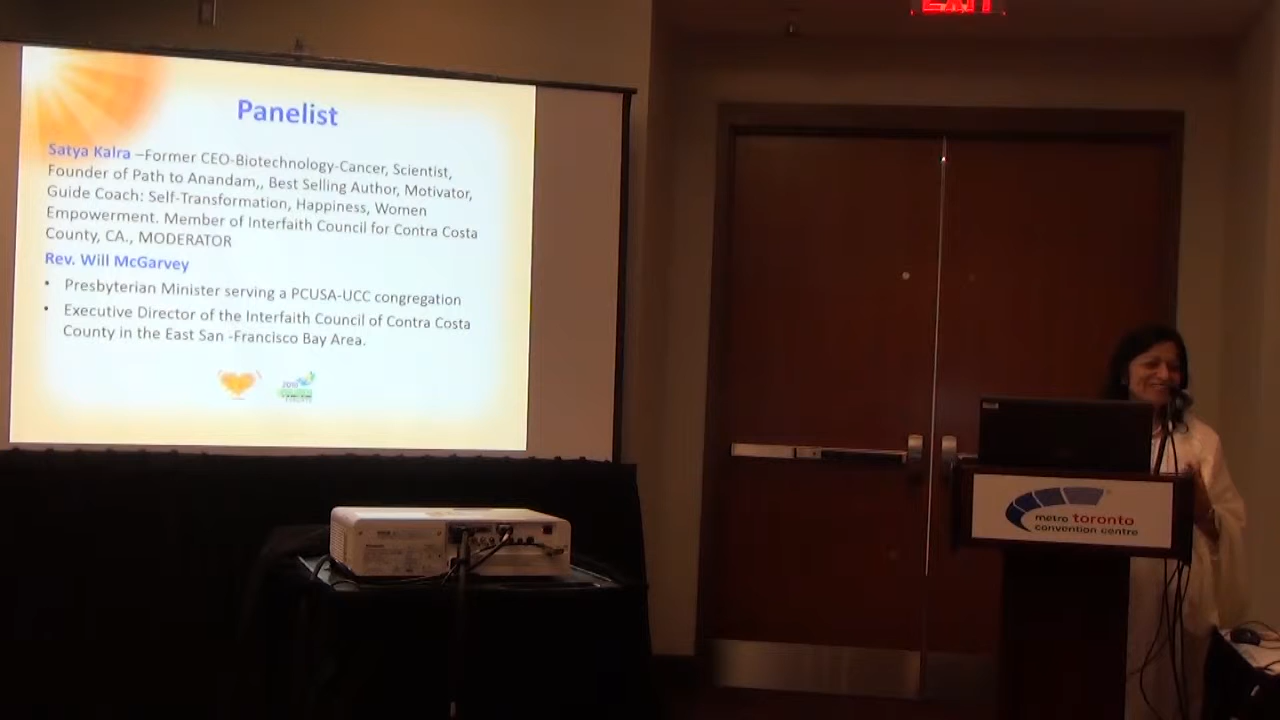 EXIT
Panelist
Satya Kalra –Former CEO-Biotechnology-Cancer, Scientist,
Founder of Path to Anandam,, Best Selling Author, Motivator,
Guide Coach: Self-Transformation, Happiness, Women
Empowerment. Member of Interfaith Council for Contra Costa
County, CA., MODERATOR
Rev. Will McGarvey
• Presbyterian Minister serving a PCUSA-UCC congregation
• Executive Director of the Interfaith Council of Contra Costa
County in the East San -Francisco Bay Area.
2018
metro toronto
convention centre